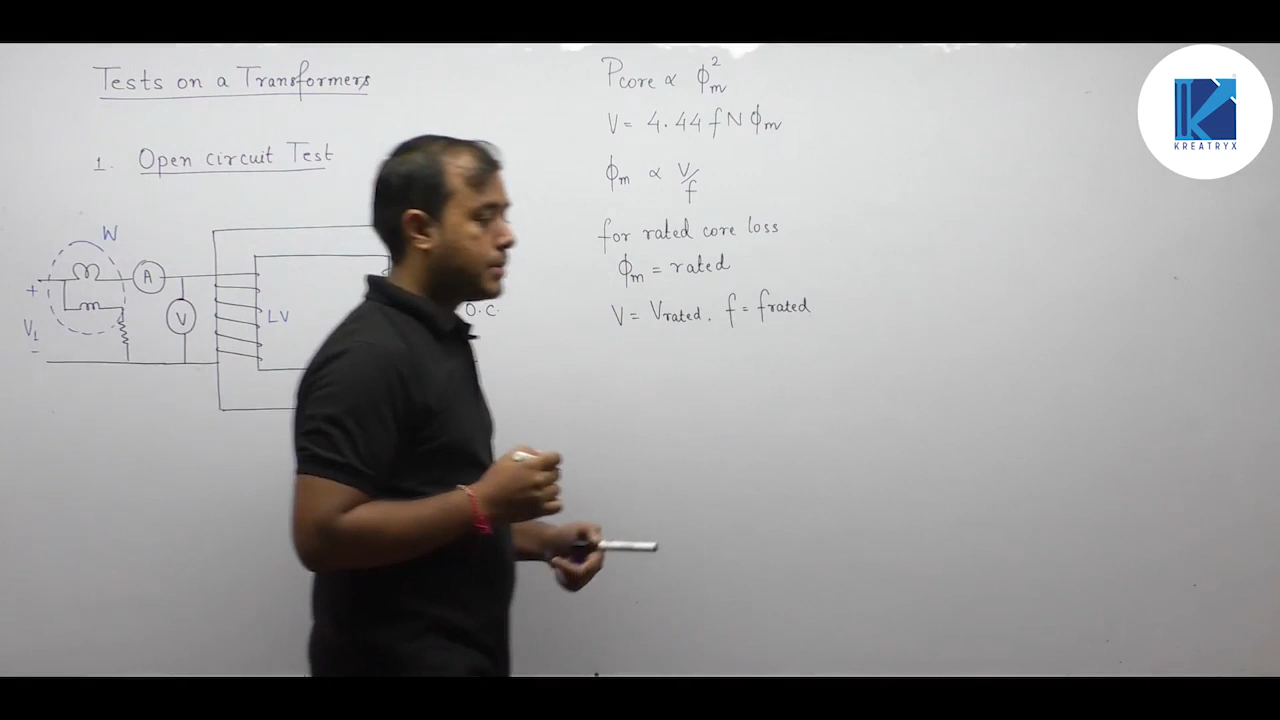 Tests on a Transformers
1. Open circuit Test
W
A
+
V
V1
-
LV
O.C.
Pcore ∝ ϕm²
V = 4.44 f N ϕm
ϕm ∝ V/f
for rated core loss
ϕm = rated
V = Vrated, f = frated
KREATRYX